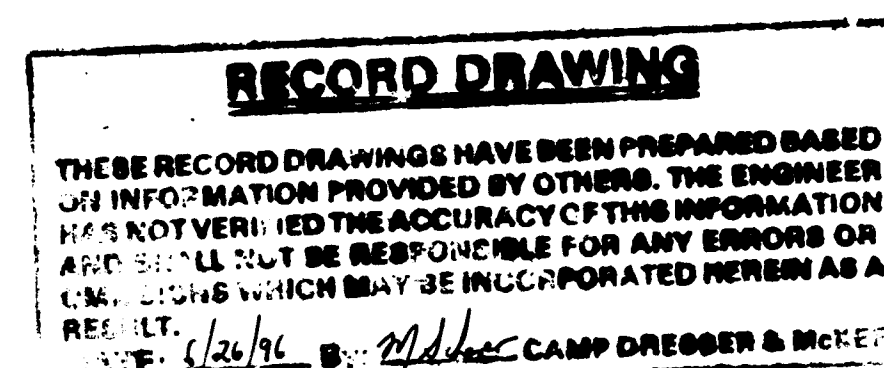 RECORD DRAWING
THESE RECORD DRAWINGS HAVE BEEN PREPARED BASED
ON INFORMATION PROVIDED BY OTHERS. THE ENGINEER
HAS NOT VERIFIED THE ACCURACY OF THIS INFORMATION
AND SHALL NOT BE RESPONSIBLE FOR ANY ERRORS OR
OMISSIONS WHICH MAY BE INCORPORATED HEREIN AS A
RESULT.
DATE: /26/96 BY: CAMP DRESSER & McKEE